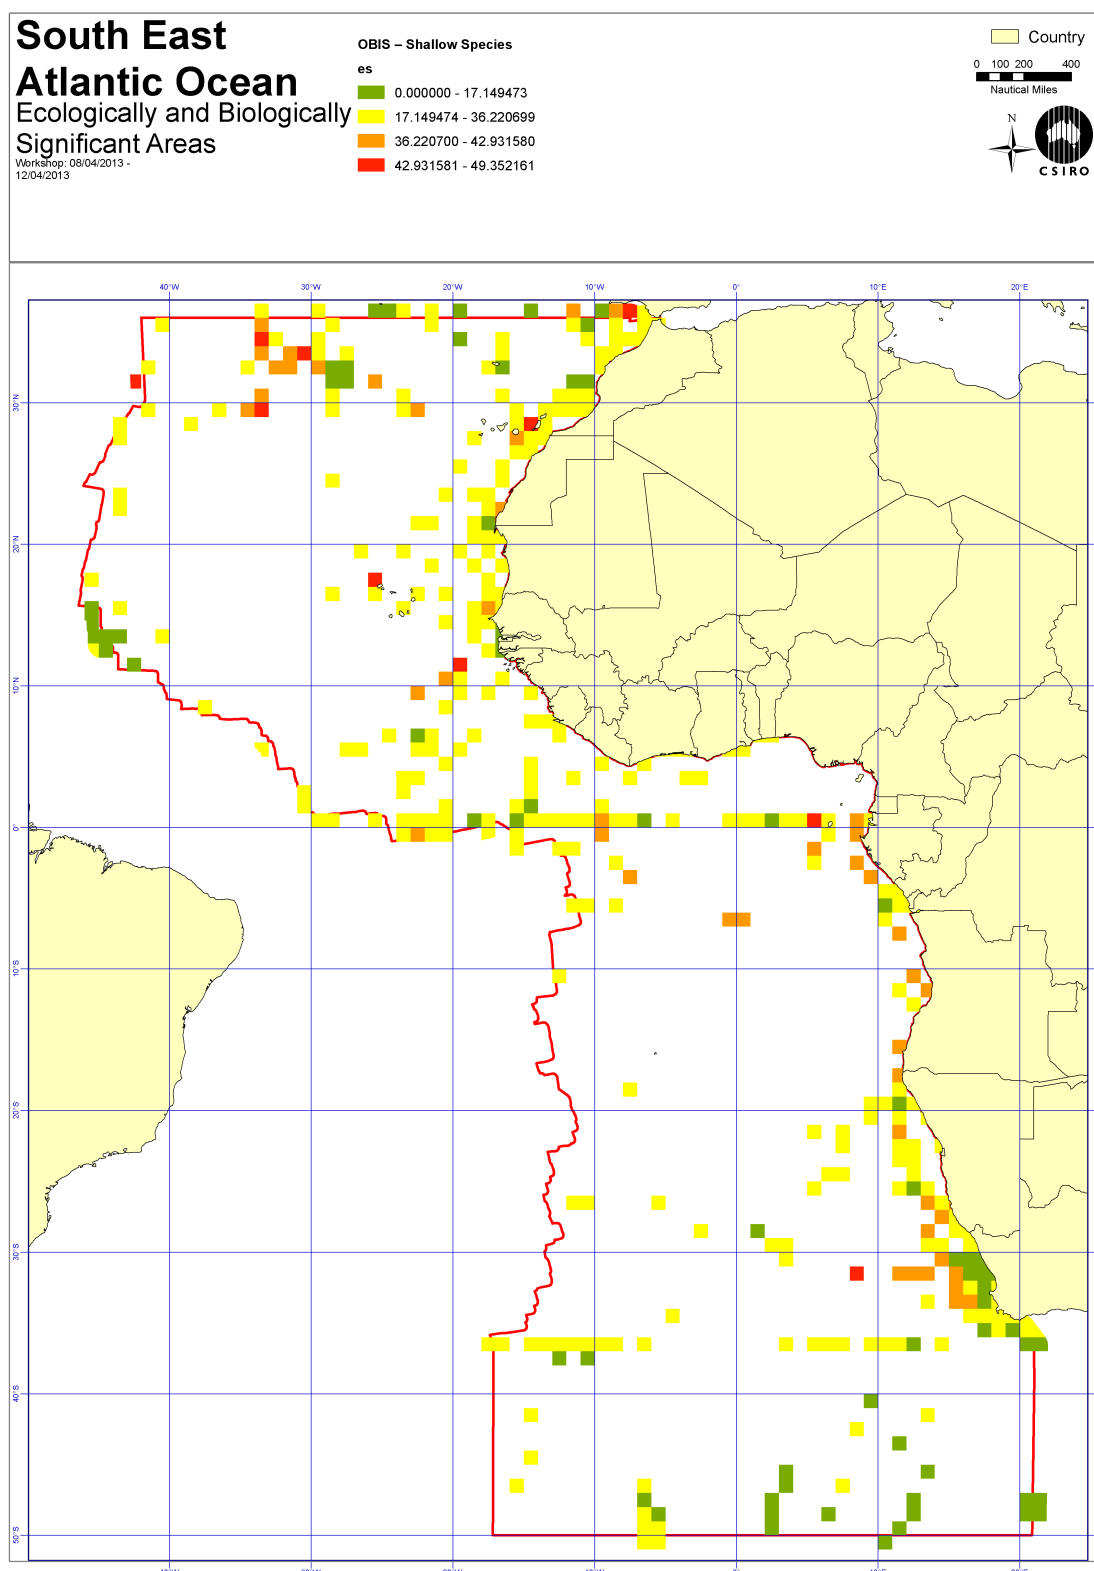 South East
Atlantic Ocean
Ecologically and Biologically
Significant Areas
Workshop: 08/04/2013 -
12/04/2013
OBIS – Shallow Species
es
0.000000 - 17.149473
17.149474 - 36.220699
36.220700 - 42.931580
42.931581 - 49.352161
Country
0 100 200 400
Nautical Miles
N
CSIRO
40°W 30°W 20°W 10°W 0° 10°E 20°E
30°N
20°N
10°N
0°
10°S
20°S
30°S
40°S
50°S